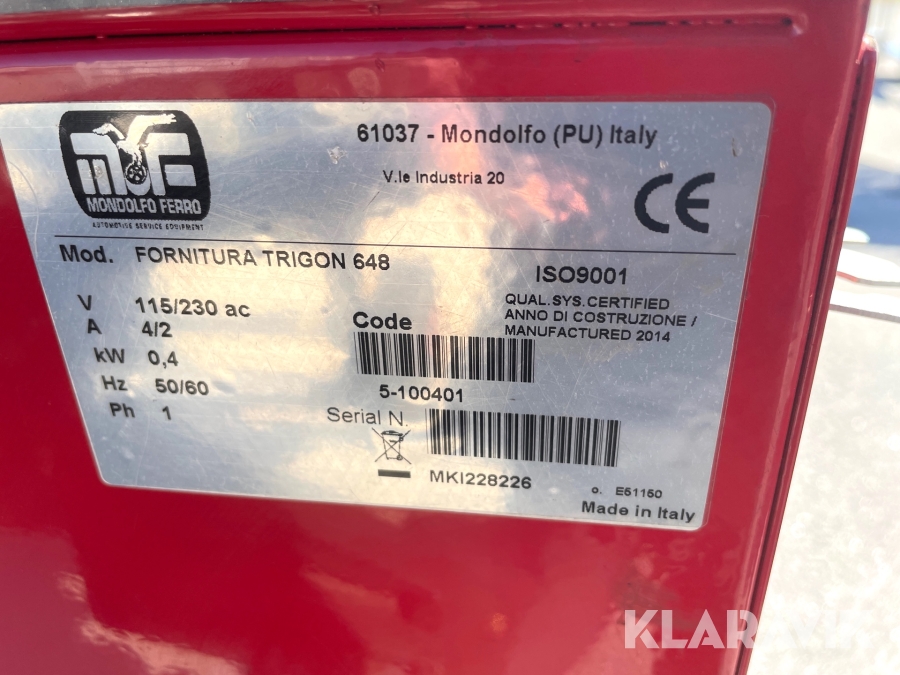 61037 - Mondolfo (PU) Italy
V.le Industria 20
MONDOLFO FERRO
AUTOMOTIVE SERVICE EQUIPMENT
CE
Mod. FORNITURA TRIGON 648
V 115/230 ac
A 4/2
kW 0,4
Hz 50/60
Ph 1
ISO9001
QUAL.SYS.CERTIFIED
ANNO DI COSTRUZIONE /
MANUFACTURED 2014
Code
5-100401
Serial N.
MKI228226
o. E51150
Made in Italy